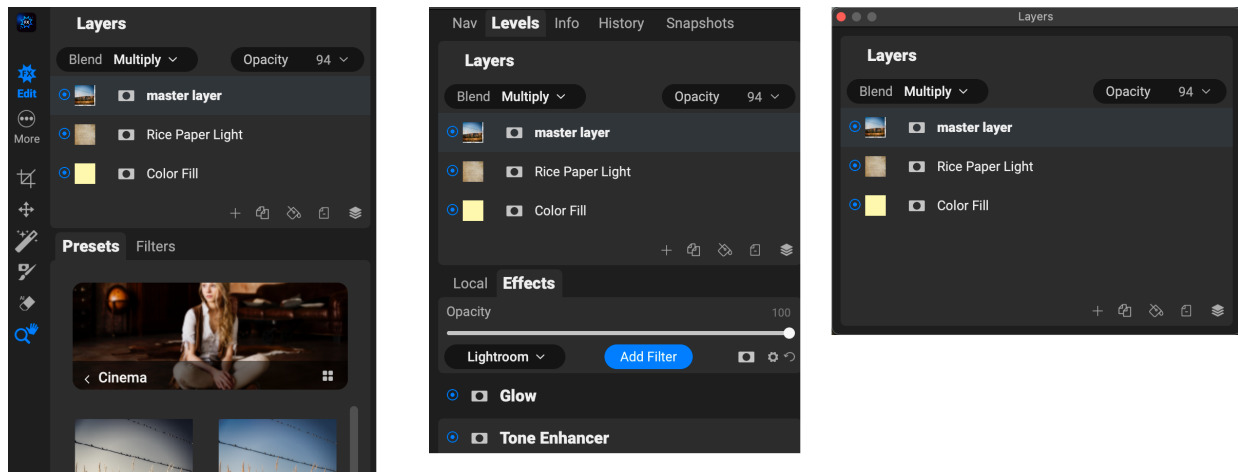 Layers
Blend Multiply Opacity 94
Edit
master layer
More
Rice Paper Light
Color Fill
Presets Filters
Cinema
Nav Levels Info History Snapshots
Layers
Blend Multiply Opacity 94
master layer
Rice Paper Light
Color Fill
Local Effects
Opacity 100
Lightroom Add Filter
Glow
Tone Enhancer
Layers
Layers
Blend Multiply Opacity 94
master layer
Rice Paper Light
Color Fill